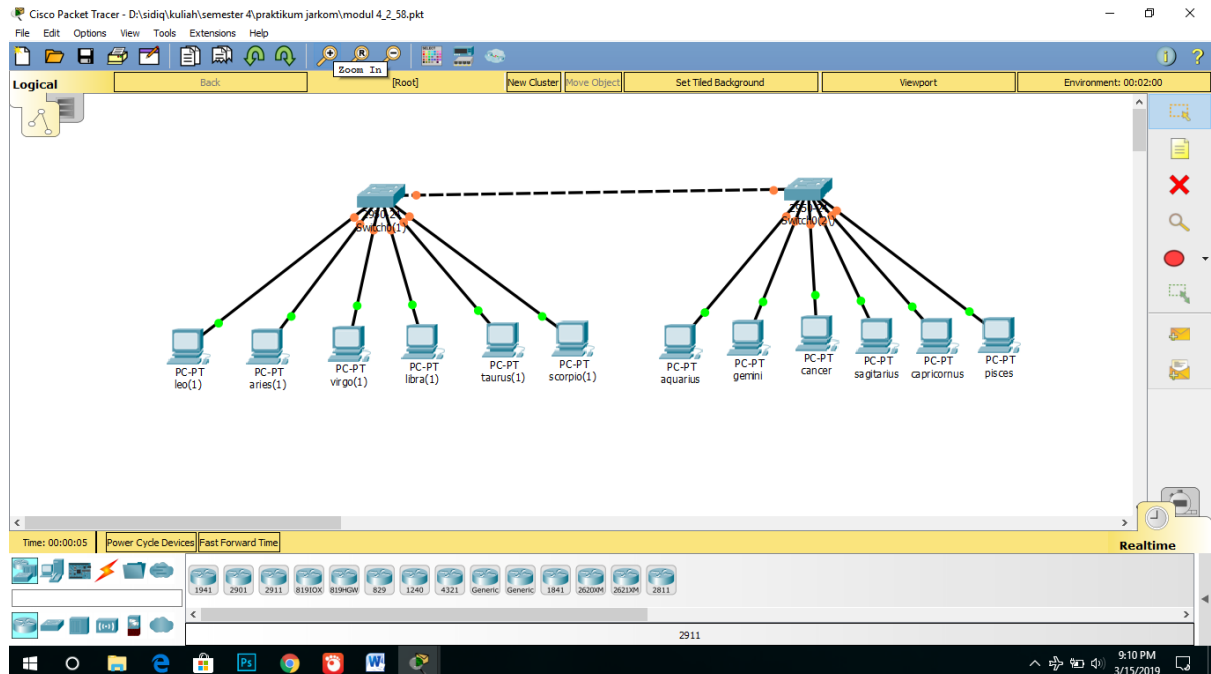 Cisco Packet Tracer - D:\sidiq\kuliah\semester 4\praktikum jarkom\modul 4_2_58.pkt
File Edit Options View Tools Extensions Help
Zoom In
Logical Back [Root] New Cluster Move Object Set Tiled Background Viewport Environment: 00:02:00
2950-24
Switch0(1)
2950-24
PC-PT
leo(1)
PC-PT
aries(1)
PC-PT
virgo(1)
PC-PT
libra(1)
PC-PT
taurus(1)
PC-PT
scorpio(1)
PC-PT
aquarius
PC-PT
gemini
PC-PT
cancer
PC-PT
sagitarius
PC-PT
capricornus
PC-PT
pisces
Time: 00:00:05 Power Cycle Devices Fast Forward Time
Realtime
1941 2901 2911 819IOX 819HGW 829 1240 4321 Generic Generic 1841 2620XM 2621XM 2811
2911
9:10 PM
3/15/2019